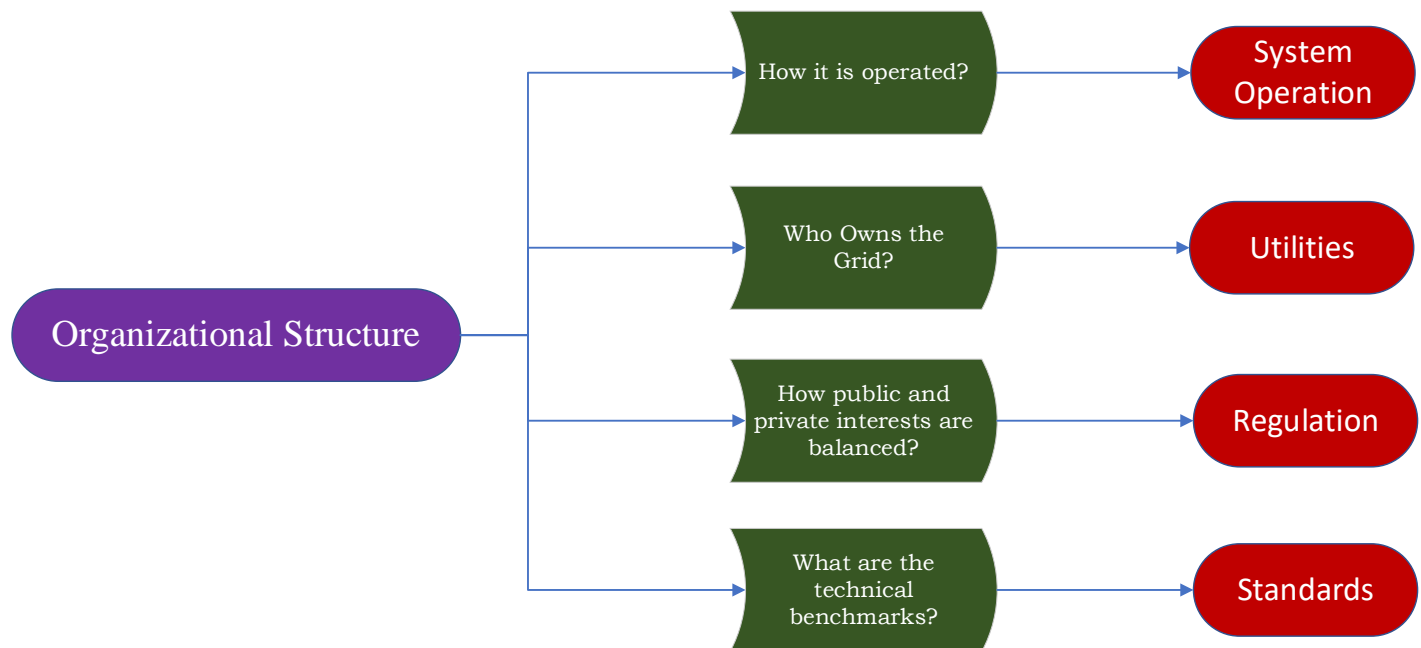 How it is operated?
System
Operation
Who Owns the
Grid?
Utilities
Organizational Structure
How public and
private interests are
balanced?
Regulation
What are the
technical
benchmarks?
Standards